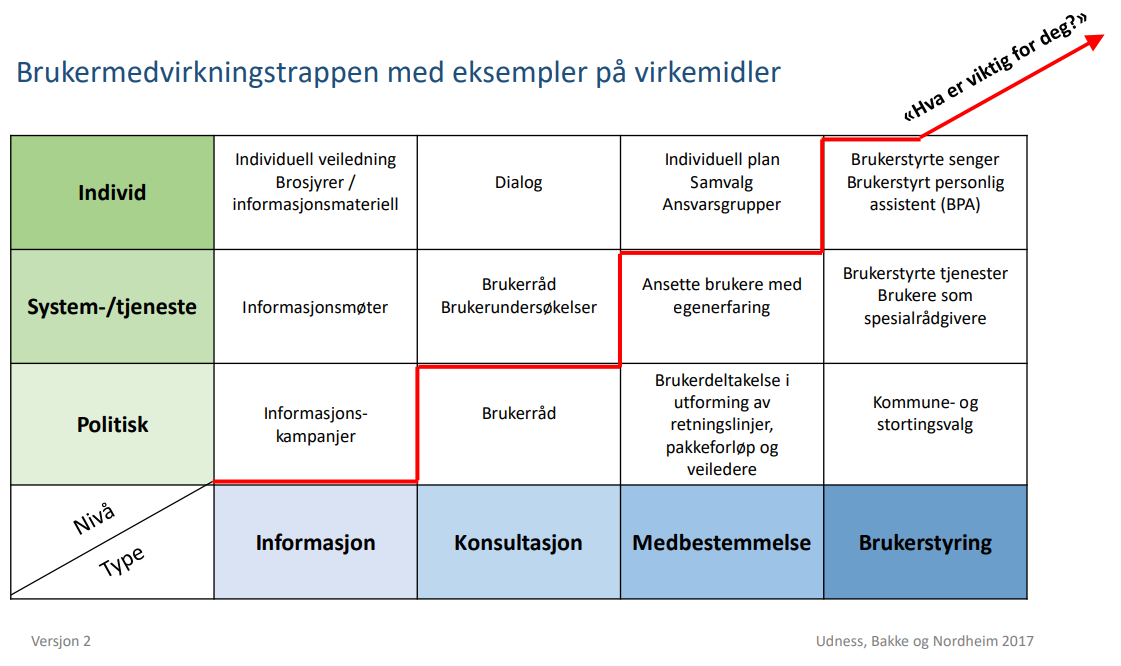 «Hva er viktig for deg?»
Brukermedvirkningstrappen med eksempler på virkemidler
Individ
Individuell veiledning
Brosjyrer /
informasjonsmateriell
Dialog
Individuell plan
Samvalg
Ansvarsgrupper
Brukerstyrte senger
Brukerstyrt personlig
assistent (BPA)
System-/tjeneste
Informasjonsmøter
Brukerråd
Brukerundersøkelser
Ansette brukere med
egenerfaring
Brukerstyrte tjenester
Brukere som
spesialrådgivere
Politisk
Informasjons-
kampanjer
Brukerråd
Brukerdeltakelse i
utforming av
retningslinjer,
pakkeforløp og
veiledere
Kommune- og
stortingsvalg
Nivå
Type
Informasjon
Konsultasjon
Medbestemmelse
Brukerstyring
Versjon 2
Udness, Bakke og Nordheim 2017